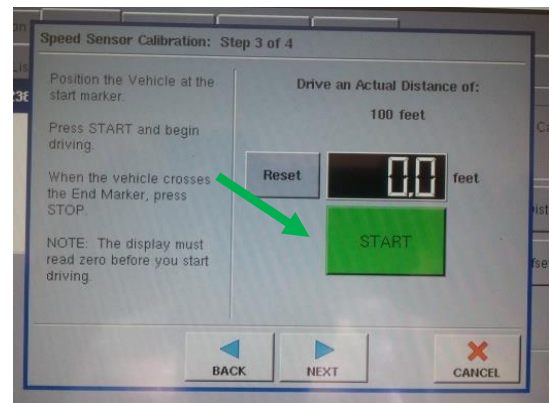 Speed Sensor Calibration: Step 3 of 4
Position the Vehicle at the
start marker.
Press START and begin
driving.
When the vehicle crosses
the End Marker, press
STOP.
NOTE: The display must
read zero before you start
driving.
Drive an Actual Distance of:
100 feet
Reset
0.0
feet
START
BACK
NEXT
CANCEL